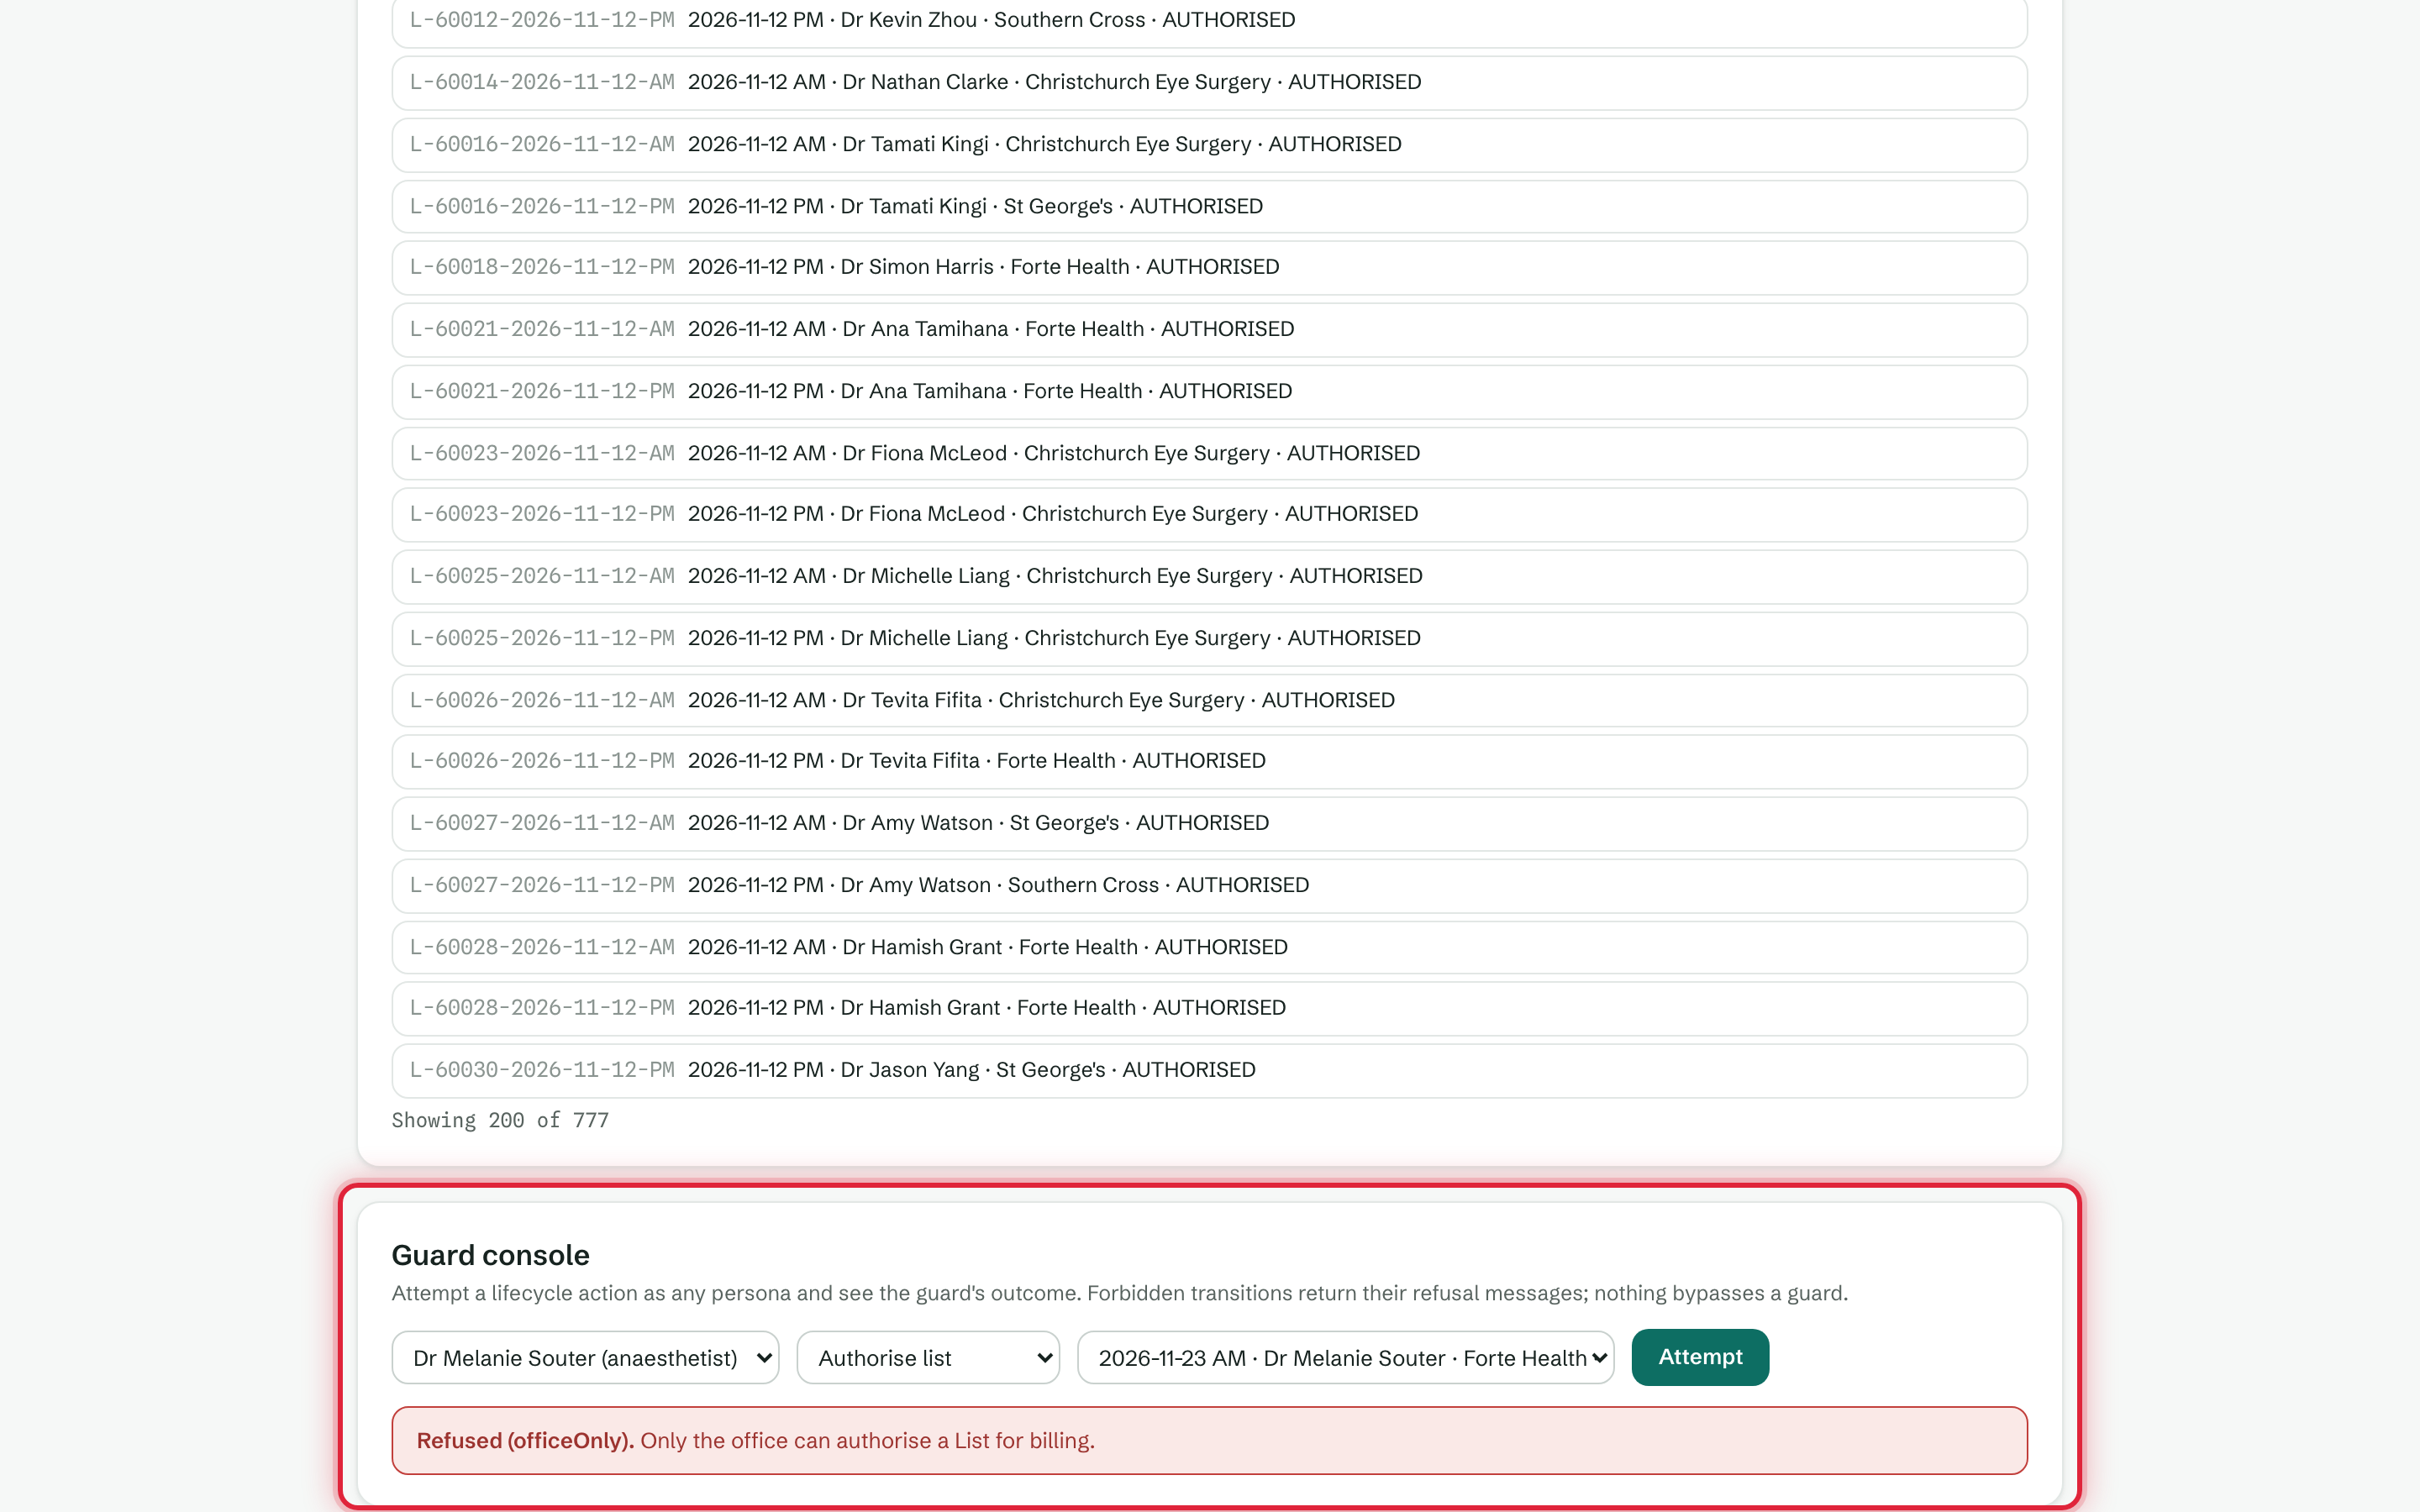 L-60012-2026-11-12-PM 2026-11-12 PM · Dr Kevin Zhou · Southern Cross · AUTHORISED
L-60014-2026-11-12-AM 2026-11-12 AM · Dr Nathan Clarke · Christchurch Eye Surgery · AUTHORISED
L-60016-2026-11-12-AM 2026-11-12 AM · Dr Tamati Kingi · Christchurch Eye Surgery · AUTHORISED
L-60016-2026-11-12-PM 2026-11-12 PM · Dr Tamati Kingi · St George's · AUTHORISED
L-60018-2026-11-12-PM 2026-11-12 PM · Dr Simon Harris · Forte Health · AUTHORISED
L-60021-2026-11-12-AM 2026-11-12 AM · Dr Ana Tamihana · Forte Health · AUTHORISED
L-60021-2026-11-12-PM 2026-11-12 PM · Dr Ana Tamihana · Forte Health · AUTHORISED
L-60023-2026-11-12-AM 2026-11-12 AM · Dr Fiona McLeod · Christchurch Eye Surgery · AUTHORISED
L-60023-2026-11-12-PM 2026-11-12 PM · Dr Fiona McLeod · Christchurch Eye Surgery · AUTHORISED
L-60025-2026-11-12-AM 2026-11-12 AM · Dr Michelle Liang · Christchurch Eye Surgery · AUTHORISED
L-60025-2026-11-12-PM 2026-11-12 PM · Dr Michelle Liang · Christchurch Eye Surgery · AUTHORISED
L-60026-2026-11-12-AM 2026-11-12 AM · Dr Tevita Fifita · Christchurch Eye Surgery · AUTHORISED
L-60026-2026-11-12-PM 2026-11-12 PM · Dr Tevita Fifita · Forte Health · AUTHORISED
L-60027-2026-11-12-AM 2026-11-12 AM · Dr Amy Watson · St George's · AUTHORISED
L-60027-2026-11-12-PM 2026-11-12 PM · Dr Amy Watson · Southern Cross · AUTHORISED
L-60028-2026-11-12-AM 2026-11-12 AM · Dr Hamish Grant · Forte Health · AUTHORISED
L-60028-2026-11-12-PM 2026-11-12 PM · Dr Hamish Grant · Forte Health · AUTHORISED
L-60030-2026-11-12-PM 2026-11-12 PM · Dr Jason Yang · St George's · AUTHORISED
Showing 200 of 777
Guard console
Attempt a lifecycle action as any persona and see the guard's outcome. Forbidden transitions return their refusal messages; nothing bypasses a guard.
Dr Melanie Souter (anaesthetist) Authorise list 2026-11-23 AM · Dr Melanie Souter · Forte Health Attempt
Refused (officeOnly). Only the office can authorise a List for billing.